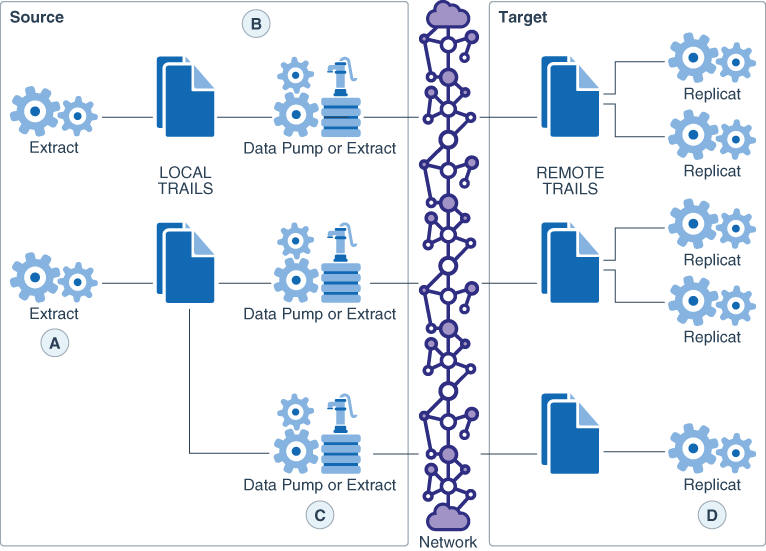 Source
B
Target
Extract
LOCAL
TRAILS
Data Pump or Extract
REMOTE
TRAILS
Replicat
Replicat
Extract
A
Data Pump or Extract
Replicat
Replicat
Data Pump or Extract
C
Replicat
D
Network